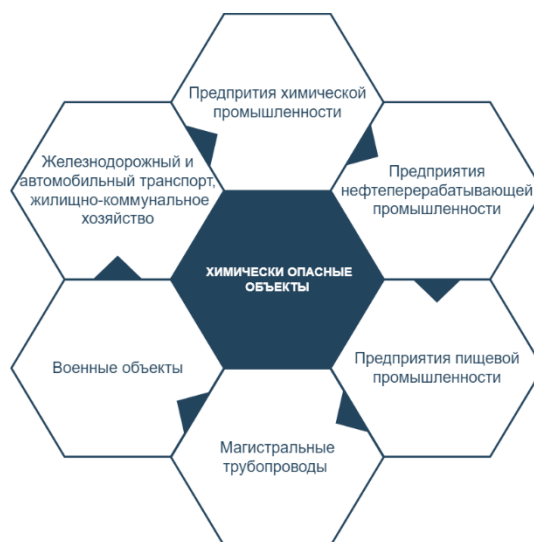 Предпрития химической
промышленности
Железнодорожный и
автомобильный транспорт,
жилищно-коммунальное
хозяйство
Предприятия
нефтеперерабатывающей
промышленности
ХИМИЧЕСКИ ОПАСНЫЕ
ОБЪЕКТЫ
Военные объекты
Предприятия пищевой
промышленности
Магистральные
трубопроводы